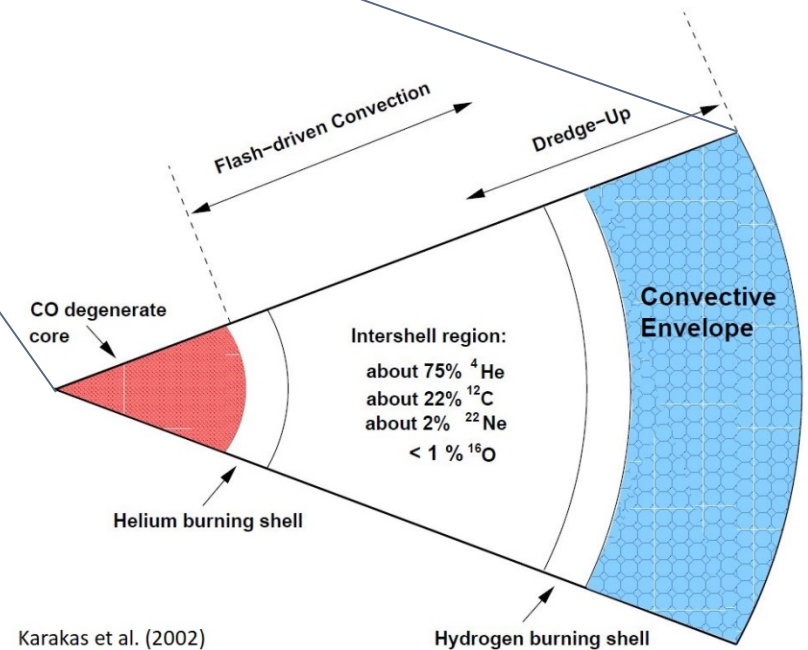 Flash−driven Convection
Dredge−Up
CO degenerate
core
Convective
Envelope
Intershell region:
about 75% ⁴He
about 22% ¹²C
about 2% ²²Ne
< 1 % ¹⁶O
Helium burning shell
Hydrogen burning shell
Karakas et al. (2002)